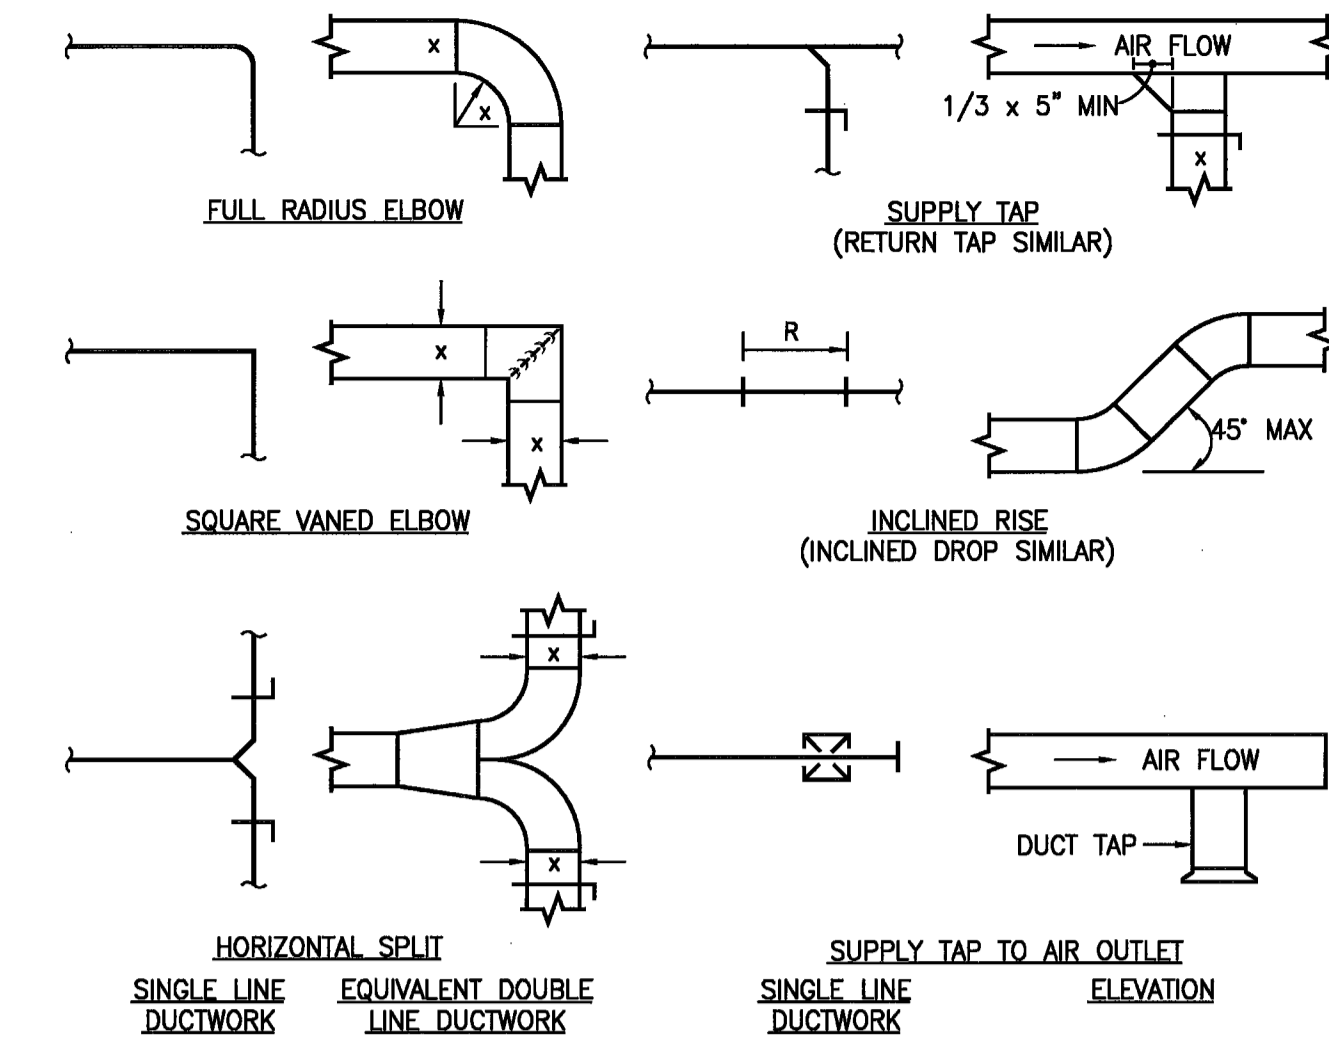 X
X
FULL RADIUS ELBOW
AIR FLOW
1/3 x 5" MIN
X
SUPPLY TAP
(RETURN TAP SIMILAR)
X
X
SQUARE VANED ELBOW
R
45° MAX
INCLINED RISE
(INCLINED DROP SIMILAR)
X
X
HORIZONTAL SPLIT
SINGLE LINE
DUCTWORK
EQUIVALENT DOUBLE
LINE DUCTWORK
AIR FLOW
DUCT TAP
SUPPLY TAP TO AIR OUTLET
SINGLE LINE
DUCTWORK
ELEVATION